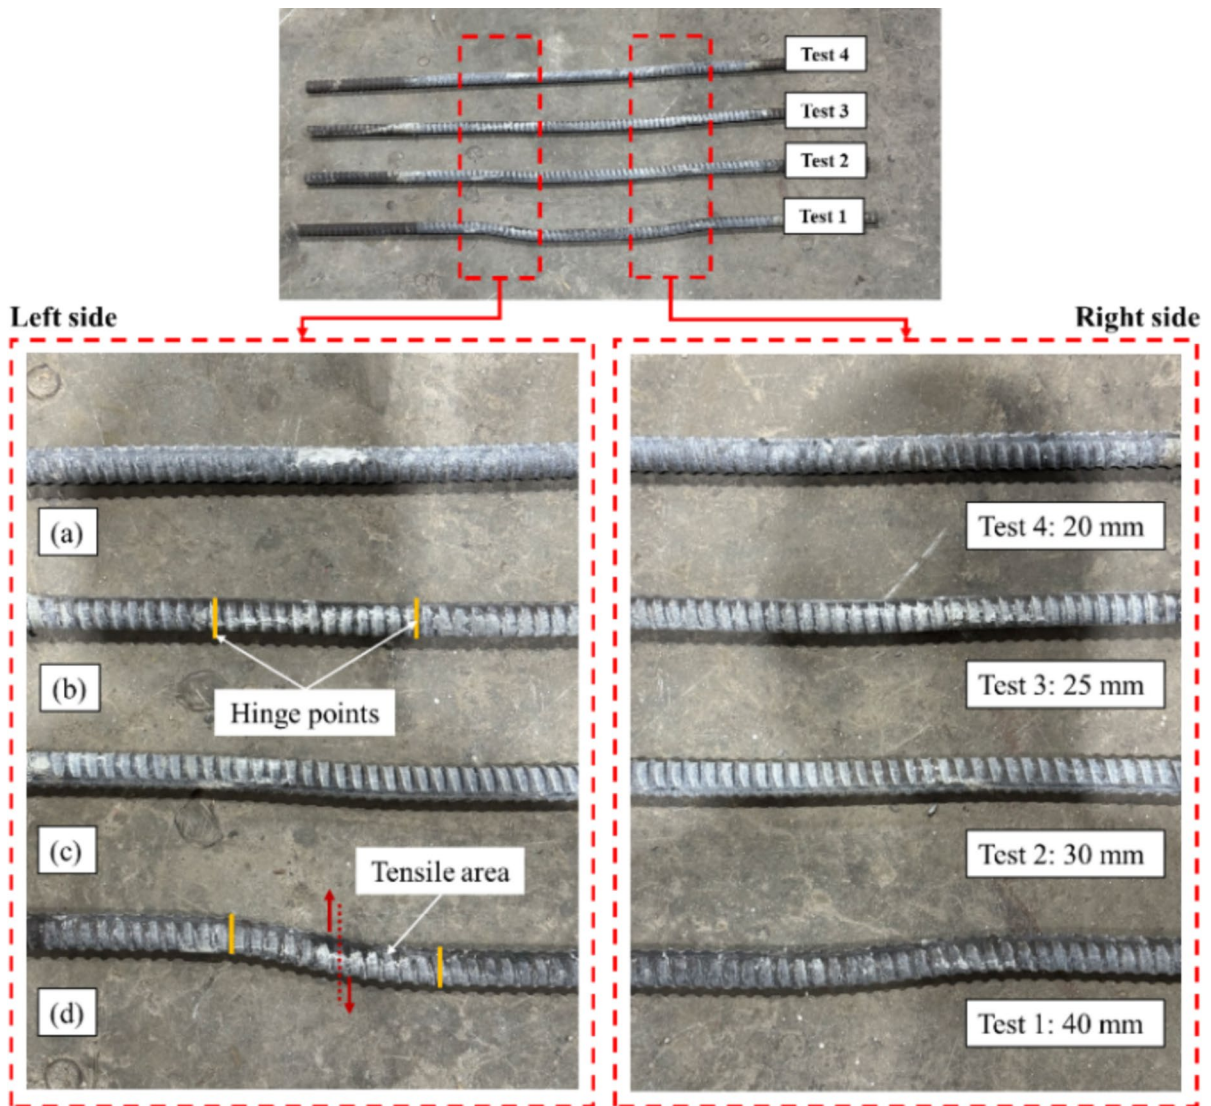 Test 4
Test 3
Test 2
Test 1
Left side
Right side
(a)
Test 4: 20 mm
(b)
Hinge points
Test 3: 25 mm
(c)
Test 2: 30 mm
Tensile area
(d)
Test 1: 40 mm